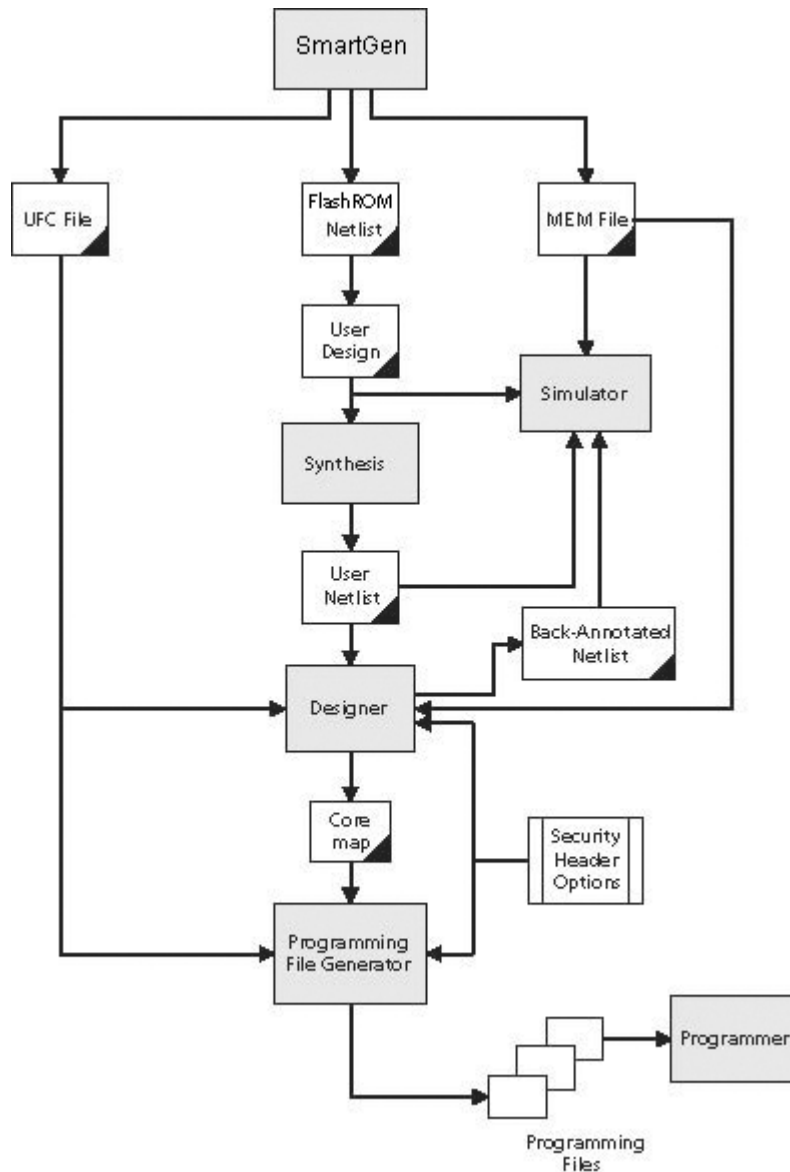 SmartGen
UFC File
FlashROM
Netlist
MEM File
User
Design
Simulator
Synthesis
User
Netlist
Back-Annotated
Netlist
Designer
Core
map
Security
Header
Options
Programming
File Generator
Programmer
Programming
Files